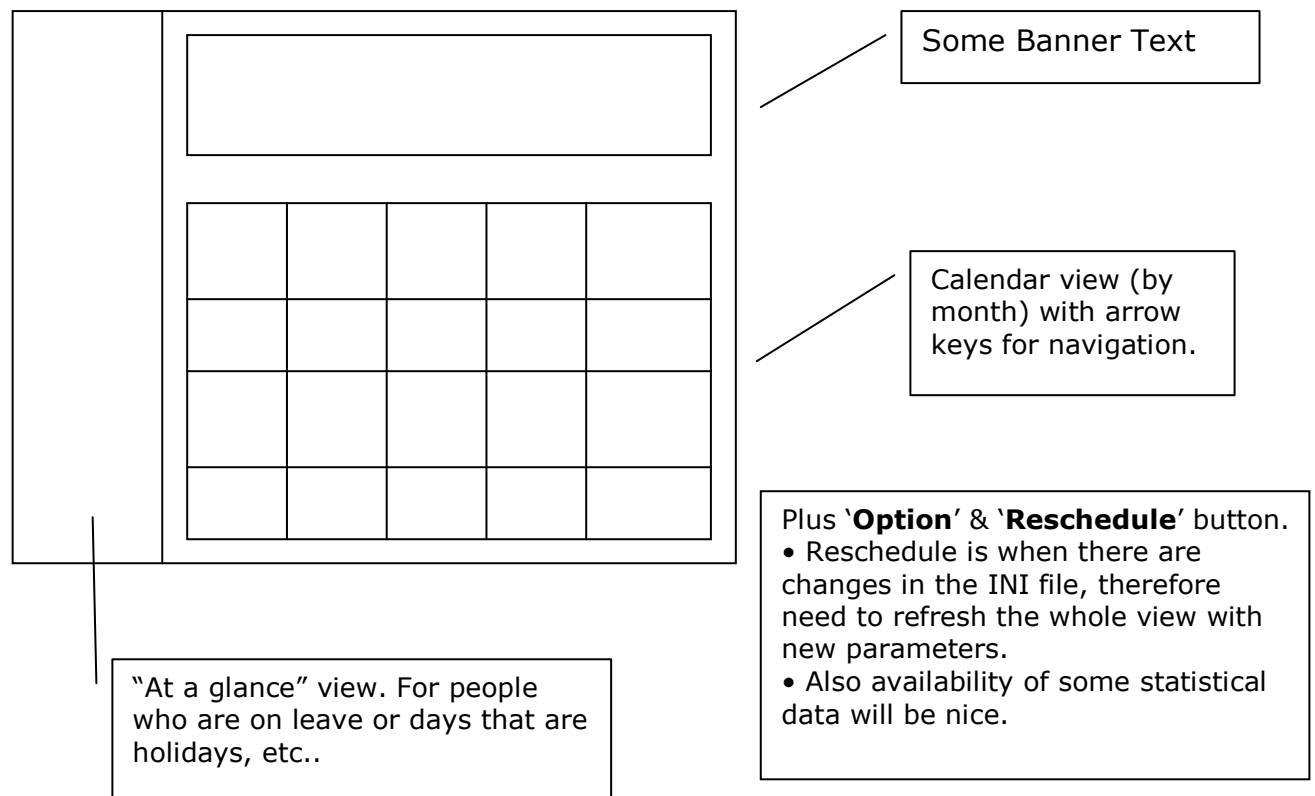 Some Banner Text
Calendar view (by
month) with arrow
keys for navigation.
Plus ‘Option’ & ‘Reschedule’ button.
• Reschedule is when there are
changes in the INI file, therefore
need to refresh the whole view with
new parameters.
• Also availability of some statistical
data will be nice.
“At a glance” view. For people
who are on leave or days that are
holidays, etc..